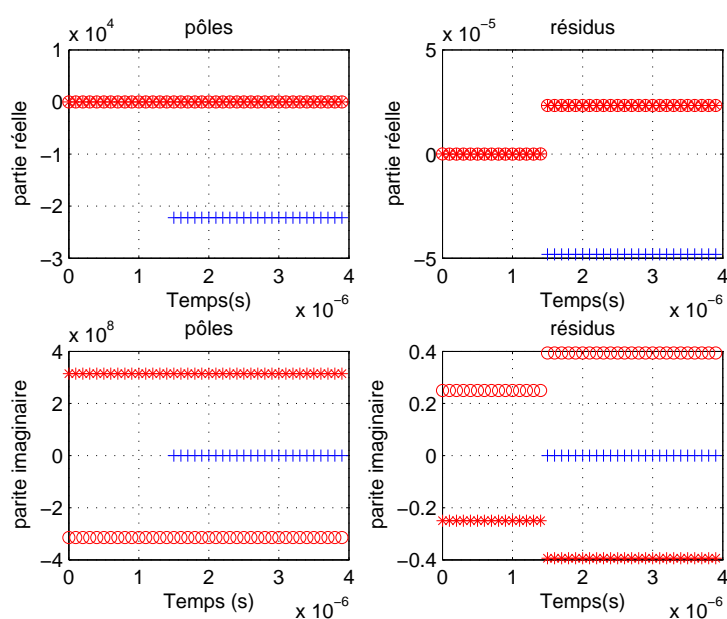 pôles
x 10^4
partie réelle
1
0
−1
−2
−3
0 1 2 3 4
Temps(s)
x 10^−6
résidus
x 10^−5
partie réelle
5
0
−5
0 1 2 3 4
Temps(s)
x 10^−6
pôles
x 10^8
parite imaginaire
4
2
0
−2
−4
0 1 2 3 4
Temps (s)
x 10^−6
résidus
parite imaginaire
0.4
0.2
0
−0.2
−0.4
0 1 2 3 4
Temps(s)
x 10^−6